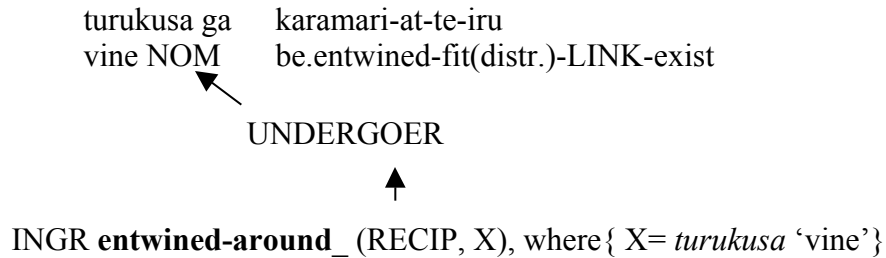 turukusa ga karamari-at-te-iru
vine NOM be.entwined-fit(distr.)-LINK-exist
UNDERGOER
INGR entwined-around_ (RECIP, X), where{ X= turukusa ‘vine’}